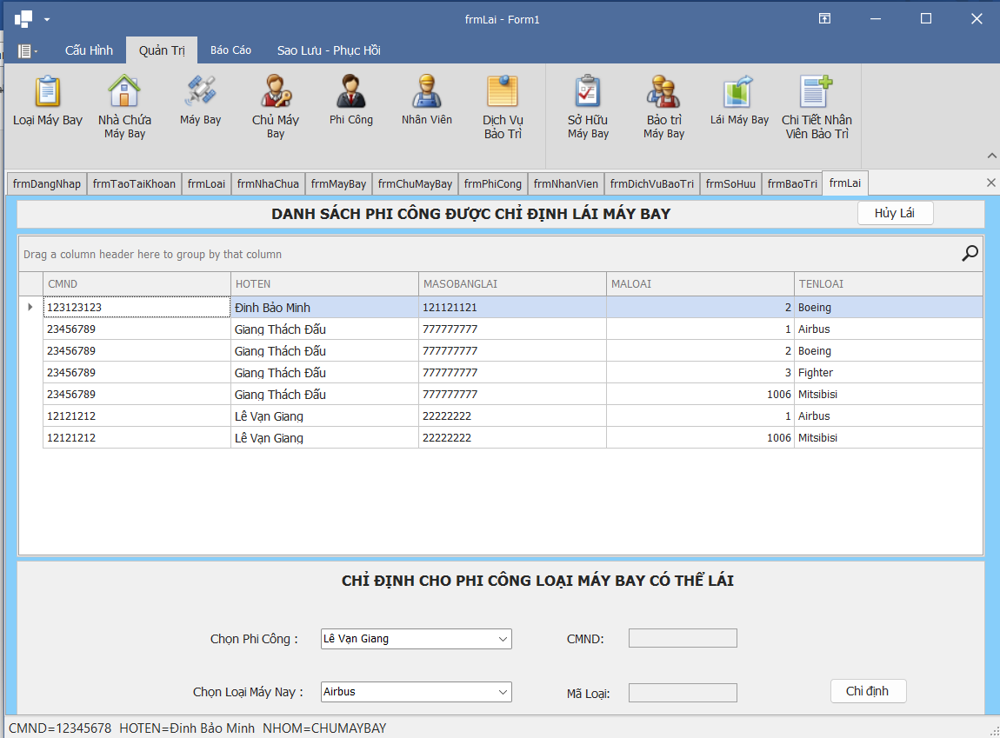 frmLai - Form1
Cấu Hình Quản Trị Báo Cáo Sao Lưu - Phục Hồi
Loại Máy Bay Nhà Chứa Máy Bay Máy Bay Chủ Máy Bay Phi Công Nhân Viên Dịch Vụ Bảo Trì Sở Hữu Máy Bay Bảo trì Máy Bay Lái Máy Bay Chi Tiết Nhân Viên Bảo Trì
frmDangNhap frmTaoTaiKhoan frmLoai frmNhaChua frmMayBay frmChuMayBay frmPhiCong frmNhanVien frmDichVuBaoTri frmSoHuu frmBaoTri frmLai
DANH SÁCH PHI CÔNG ĐƯỢC CHỈ ĐỊNH LÁI MÁY BAY Hủy Lái
Drag a column header here to group by that column
CMND HOTEN MASOBANGLAI MALOAI TENLOAI
123123123 Đinh Bảo Minh 121121121 2 Boeing
23456789 Giang Thách Đấu 777777777 1 Airbus
23456789 Giang Thách Đấu 777777777 2 Boeing
23456789 Giang Thách Đấu 777777777 3 Fighter
23456789 Giang Thách Đấu 777777777 1006 Mitsibisi
12121212 Lê Vạn Giang 22222222 1 Airbus
12121212 Lê Vạn Giang 22222222 1006 Mitsibisi
CHỈ ĐỊNH CHO PHI CÔNG LOẠI MÁY BAY CÓ THỂ LÁI
Chọn Phi Công : Lê Vạn Giang CMND:
Chọn Loại Máy Nay : Airbus Mã Loại: Chỉ định
CMND=12345678 HOTEN=Đinh Bảo Minh NHOM=CHUMAYBAY